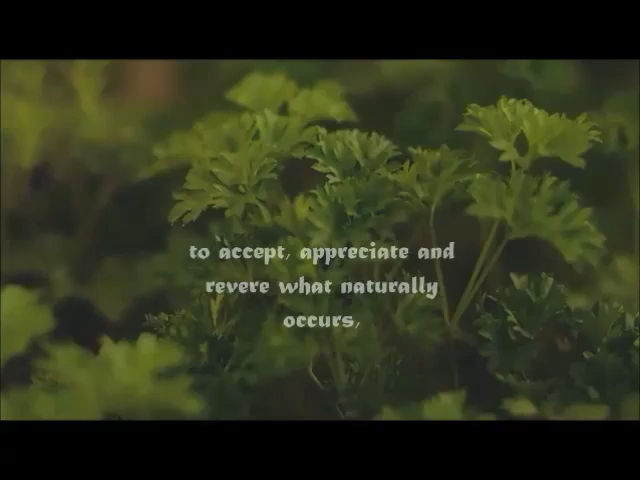 to accept, appreciate and
revere what naturally
occurs,